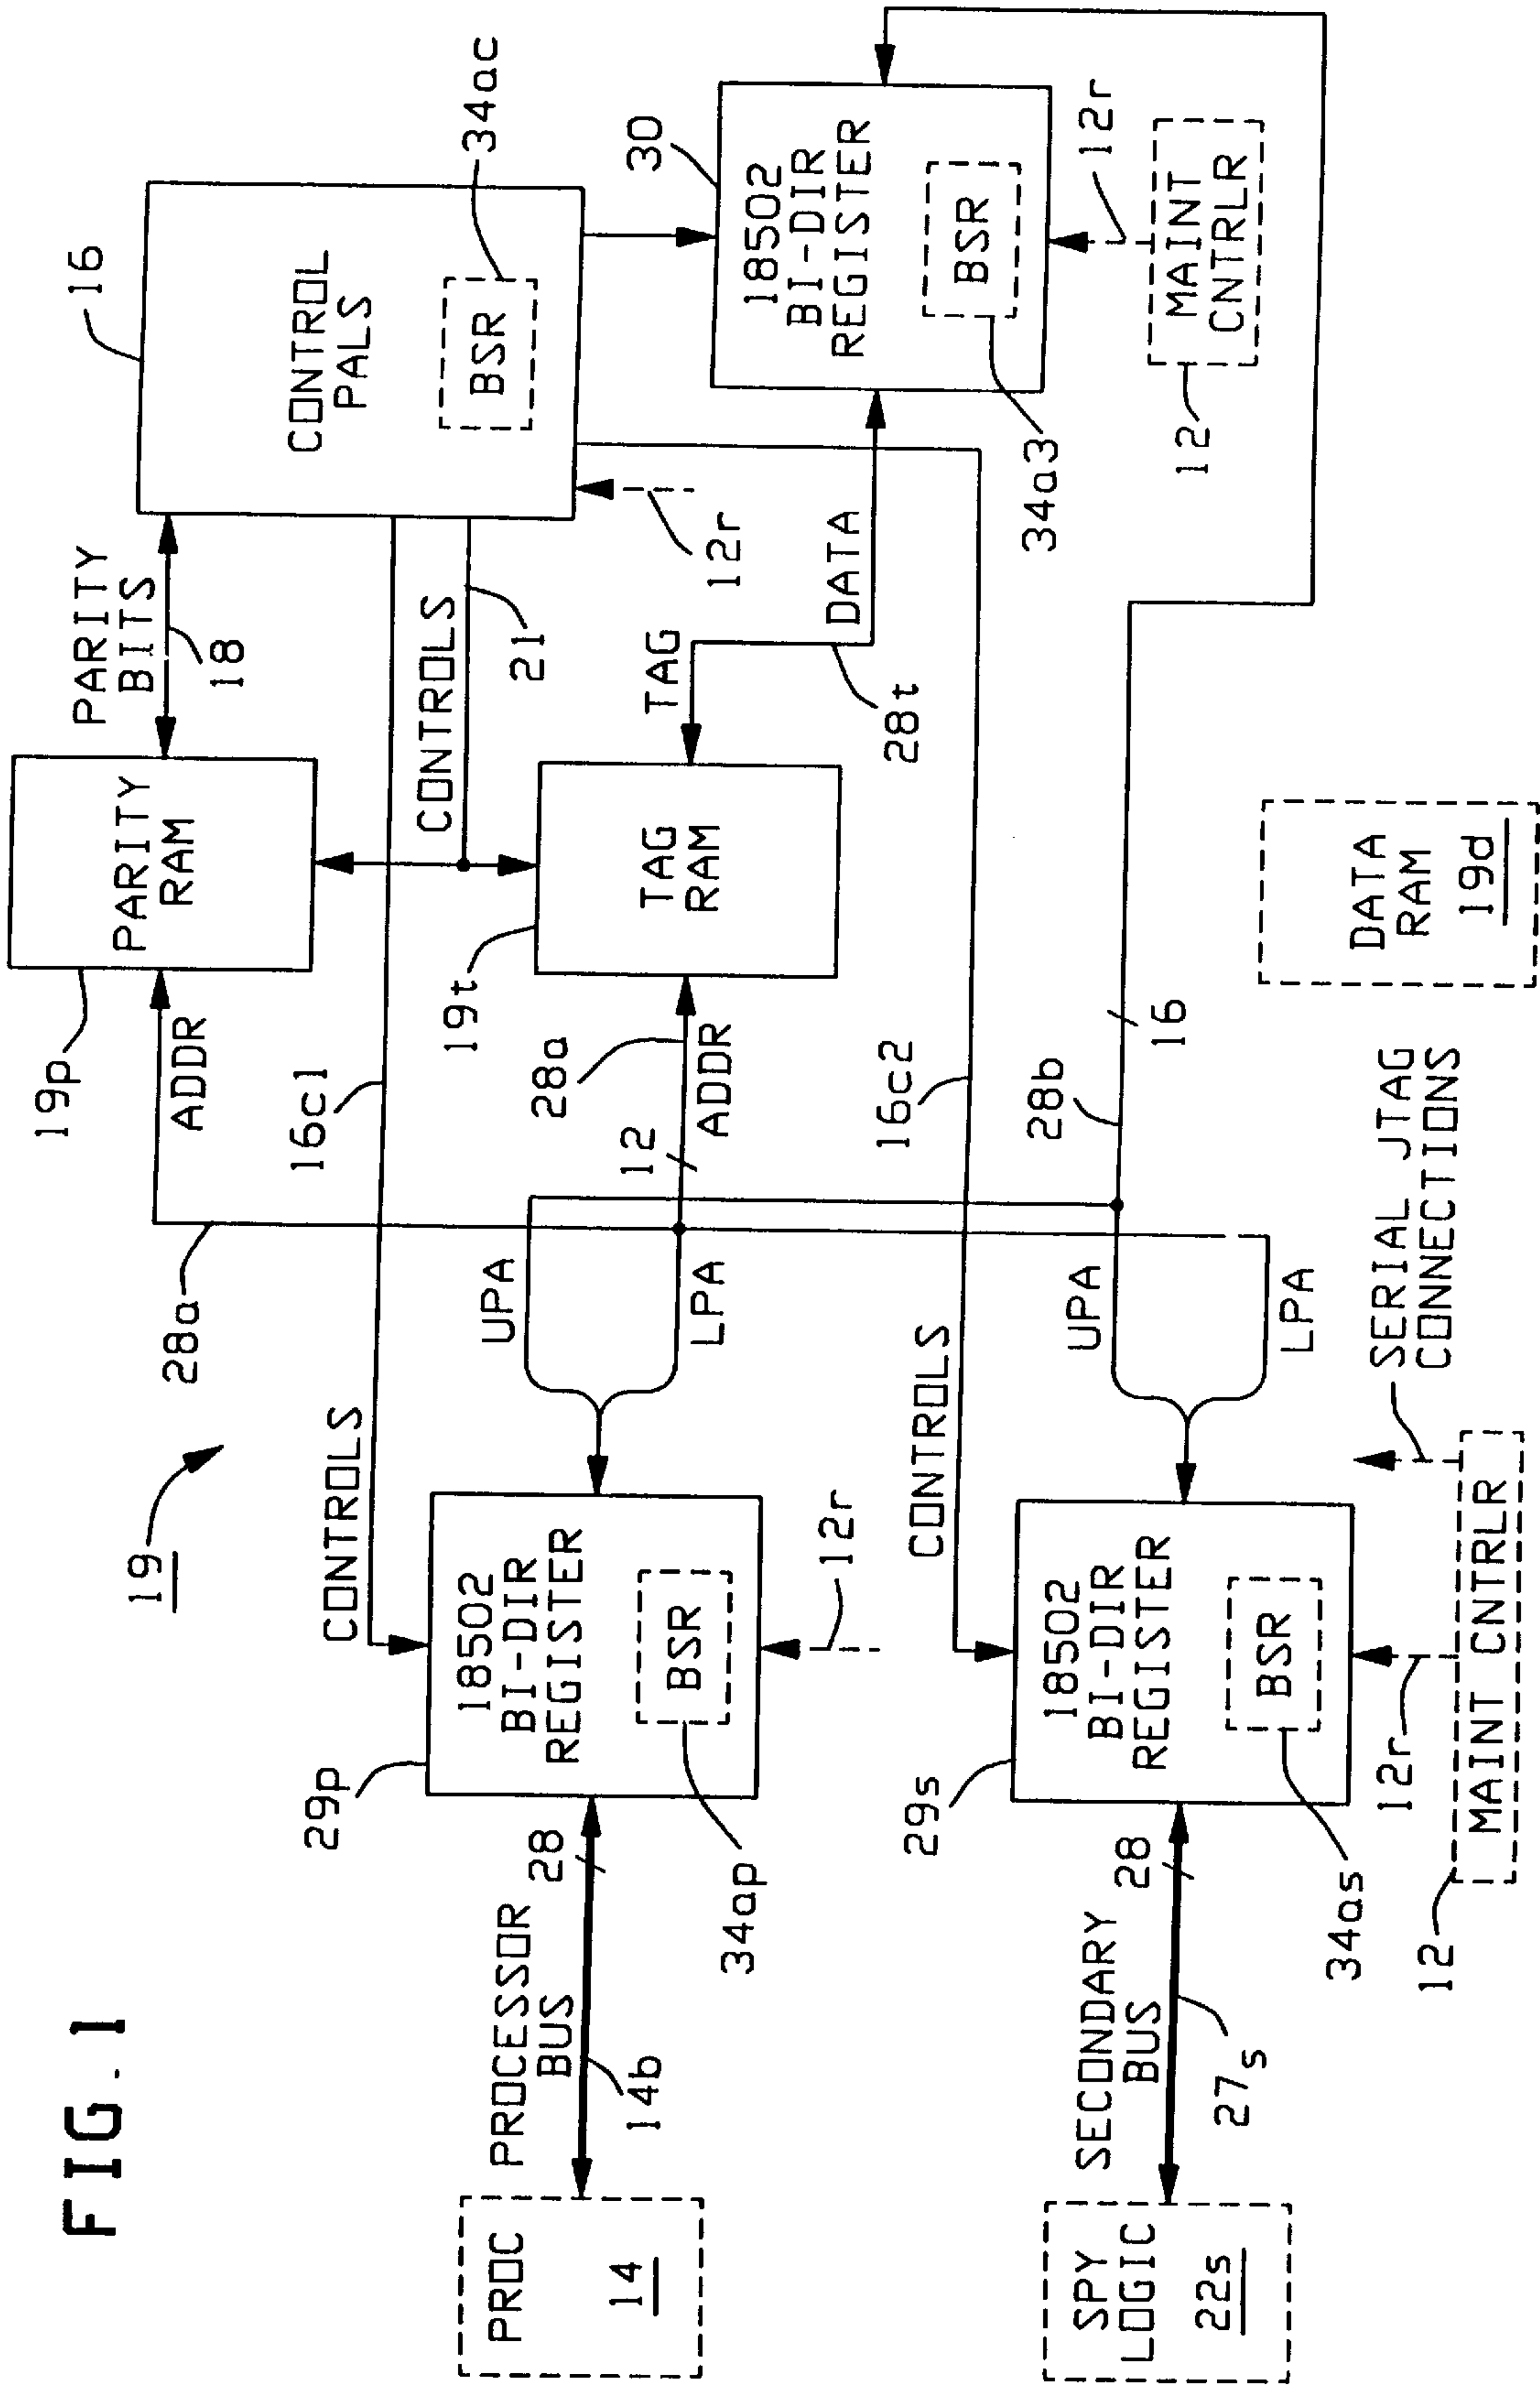 FIG. 1
19
19p
PARITY
RAM
PARITY
BITS
18
16
CONTROL
PALS
BSR
34ac
ADDR
28a
16c1
CONTROLS
CONTROLS
21
12r
19t
TAG
RAM
TAG
DATA
28t
28a
12
ADDR
30
18502
BI-DIR
REGISTER
BSR
34a3
12r
MAINT
CNTRLR
12
PROC
14
PROCESSOR
BUS
14b
28
29p
18502
BI-DIR
REGISTER
BSR
34ap
12r
UPA
LPA
16c2
CONTROLS
28b
16
SPY
LOGIC
22s
SECONDARY
BUS
27s
28
29s
18502
BI-DIR
REGISTER
BSR
34as
12r
UPA
LPA
MAINT CNTRLR
12
SERIAL JTAG
CONNECTIONS
DATA
RAM
19d